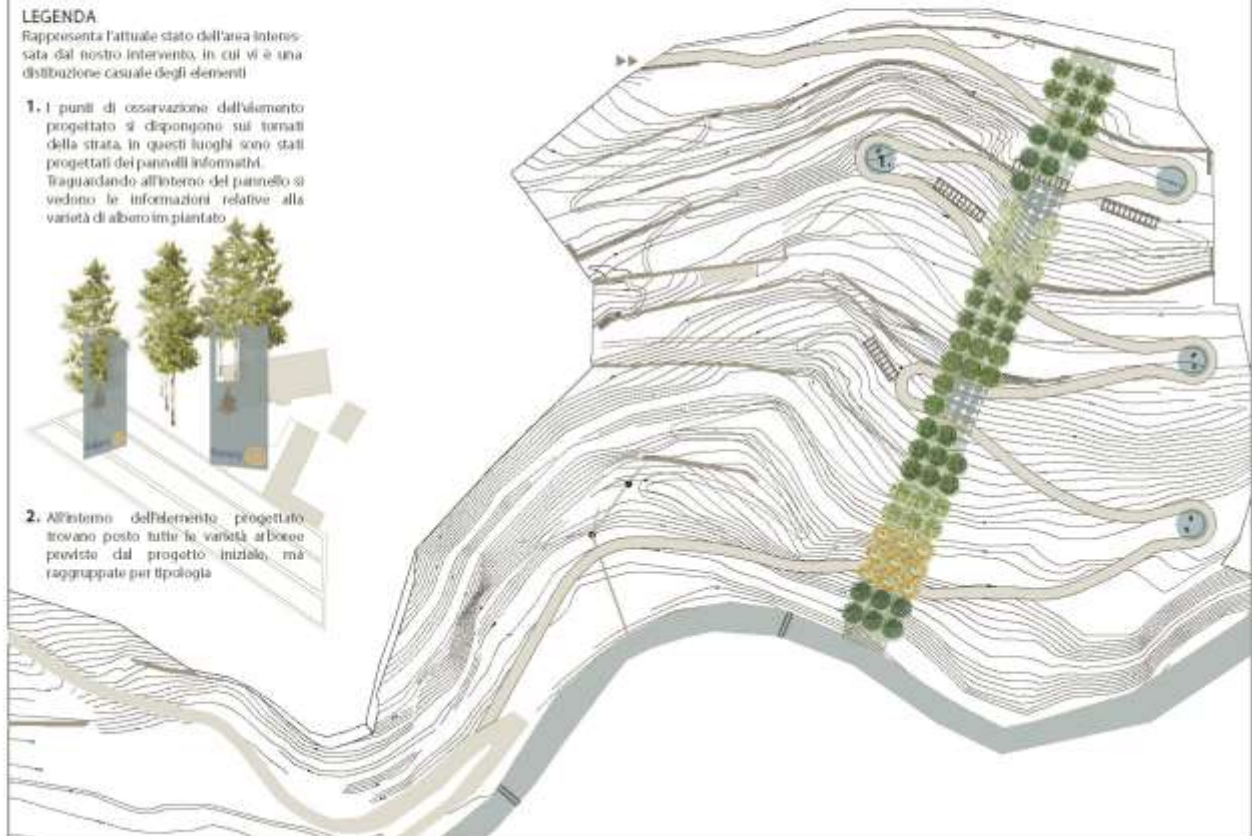 LEGENDA
Rappresenta l'attuale stato dell'area interes-
sata dal nostro intervento, in cui vi è una
distibuzione casuale degli elementi
1. I punti di osservazione dell'elemento
progettato si dispongono sui tornati
della strata, in questi luoghi sono stati
progettati dei pannelli informativi.
Traguardando all'interno del pannello si
vedono le informazioni relative alla
varietà di albero impiantato
2. All'interno dell'elemento progettato
trovano posto tutte le varietà arboree
previste dal progetto iniziale, ma
raggruppate per tipologia
1.